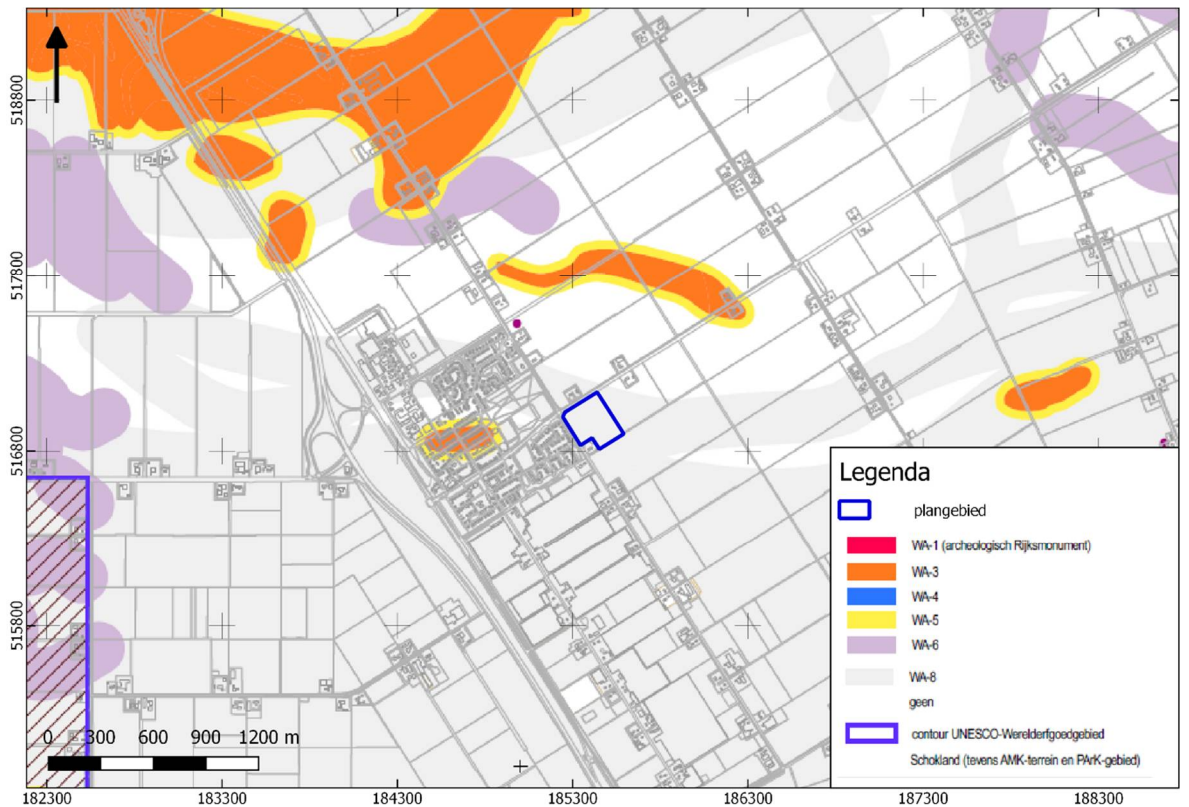 518800
517800
516800
515800
0 300 600 900 1200 m
182300 183300 184300 185300 186300 187300 188300
Legenda
plangebied
WA-1 (archeologisch Rijksmonument)
WA-3
WA-4
WA-5
WA-6
WA-8
geen
contour UNESCO-Werelderfgoedgebied
Schokland (tevens AMK-terrein en PArK-gebied)